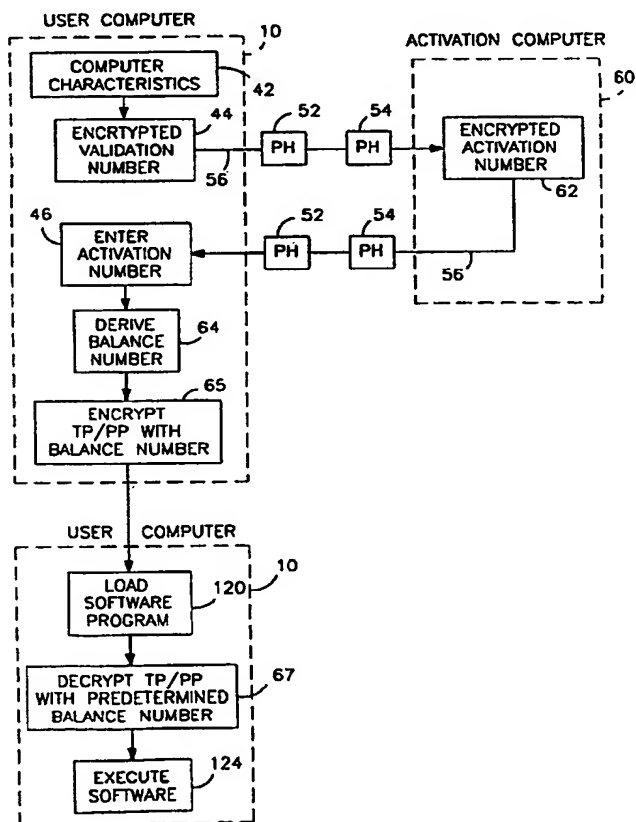 USER COMPUTER
10
COMPUTER
CHARACTERISTICS
42
44
ENCRTYPTED
VALIDATION
NUMBER
56
52
PH
54
PH
ACTIVATION COMPUTER
60
ENCRYPTED
ACTIVATION
NUMBER
62
46
ENTER
ACTIVATION
NUMBER
52
PH
54
PH
56
DERIVE
BALANCE
NUMBER
64
65
ENCRYPT
TP/PP WITH
BALANCE NUMBER
USER COMPUTER
10
LOAD
SOFTWARE
PROGRAM
120
DECRYPT TP/PP
WITH PREDETERMINED
BALANCE NUMBER
67
EXECUTE
SOFTWARE
124